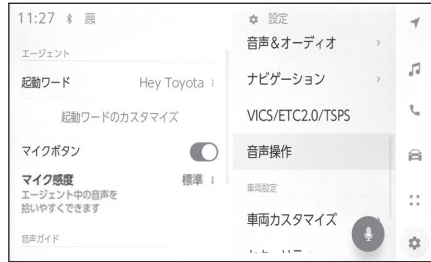 11:27
エージェント
起動ワード Hey Toyota
起動ワードのカスタマイズ
マイクボタン
マイク感度 標準
エージェント中の音声を
拾いやすくできます
音声ガイド
設定
音声&オーディオ
ナビゲーション
VICS/ETC2.0/TSPS
音声操作
車両設定
車両カスタマイズ